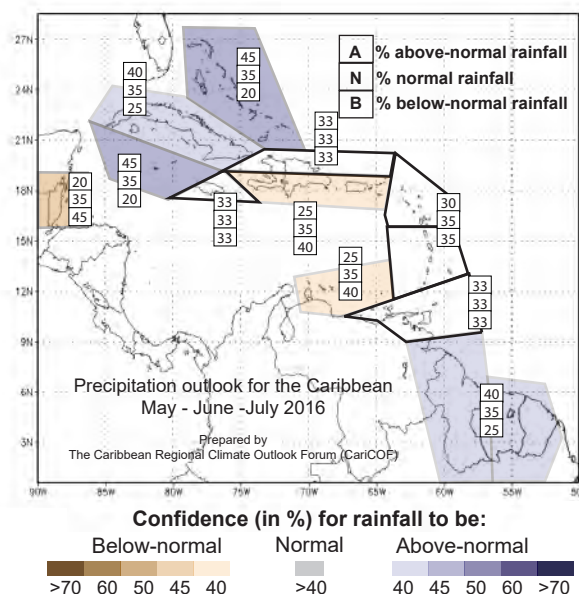 27N
24N
21N
18N
15N
12N
9N
6N
3N
A % above-normal rainfall
N % normal rainfall
B % below-normal rainfall
45
35
20
40
35
25
33
33
33
45
35
20
20
35
45
33
33
33
25
35
40
30
35
35
25
35
40
33
33
33
40
35
25
Precipitation outlook for the Caribbean
May - June -July 2016
Prepared by
The Caribbean Regional Climate Outlook Forum (CariCOF)
90W 85W 80W 75W 70W 65W 60W 55W 50W
Confidence (in %) for rainfall to be:
Below-normal Normal Above-normal
>70 60 50 45 40 >40 40 45 50 60 >70